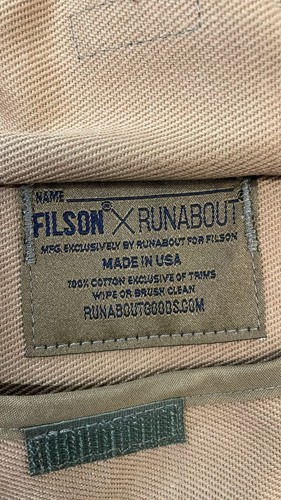 NAME
FILSON® × RUNABOUT
MFG. EXCLUSIVELY BY RUNABOUT FOR FILSON
MADE IN USA
100% COTTON EXCLUSIVE OF TRIMS
WIPE OR BRUSH CLEAN
RUNABOUTGOODS.COM